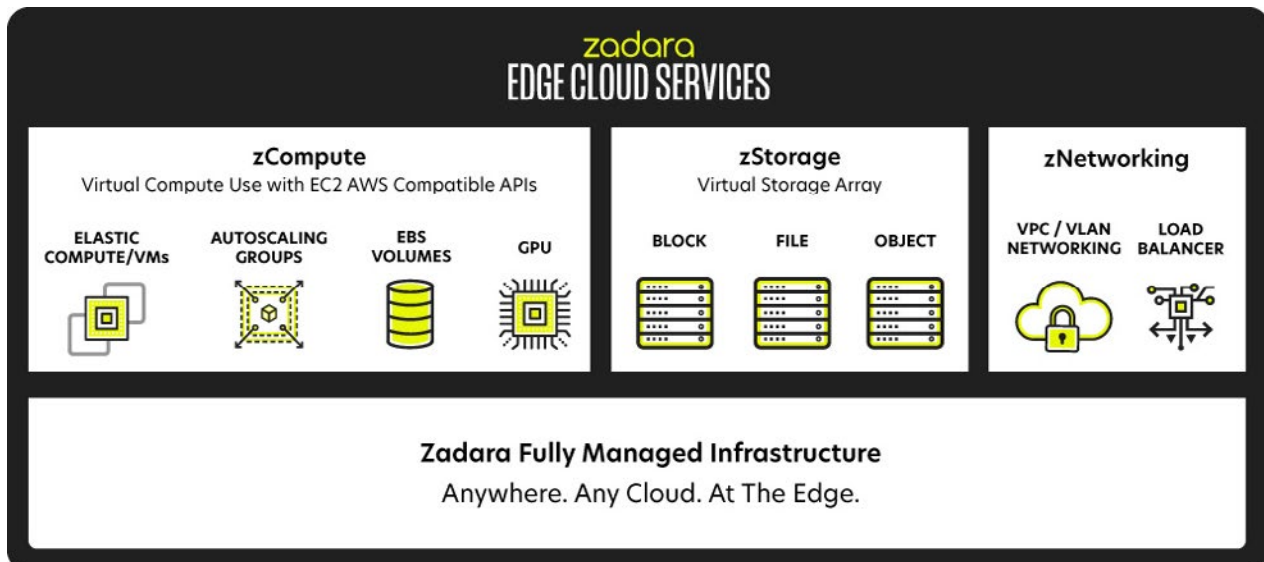 zadara
EDGE CLOUD SERVICES
zCompute
Virtual Compute Use with EC2 AWS Compatible APIs
ELASTIC
COMPUTE/VMs
AUTOSCALING
GROUPS
EBS
VOLUMES
GPU
zStorage
Virtual Storage Array
BLOCK
FILE
OBJECT
zNetworking
VPC / VLAN
NETWORKING
LOAD
BALANCER
Zadara Fully Managed Infrastructure
Anywhere. Any Cloud. At The Edge.